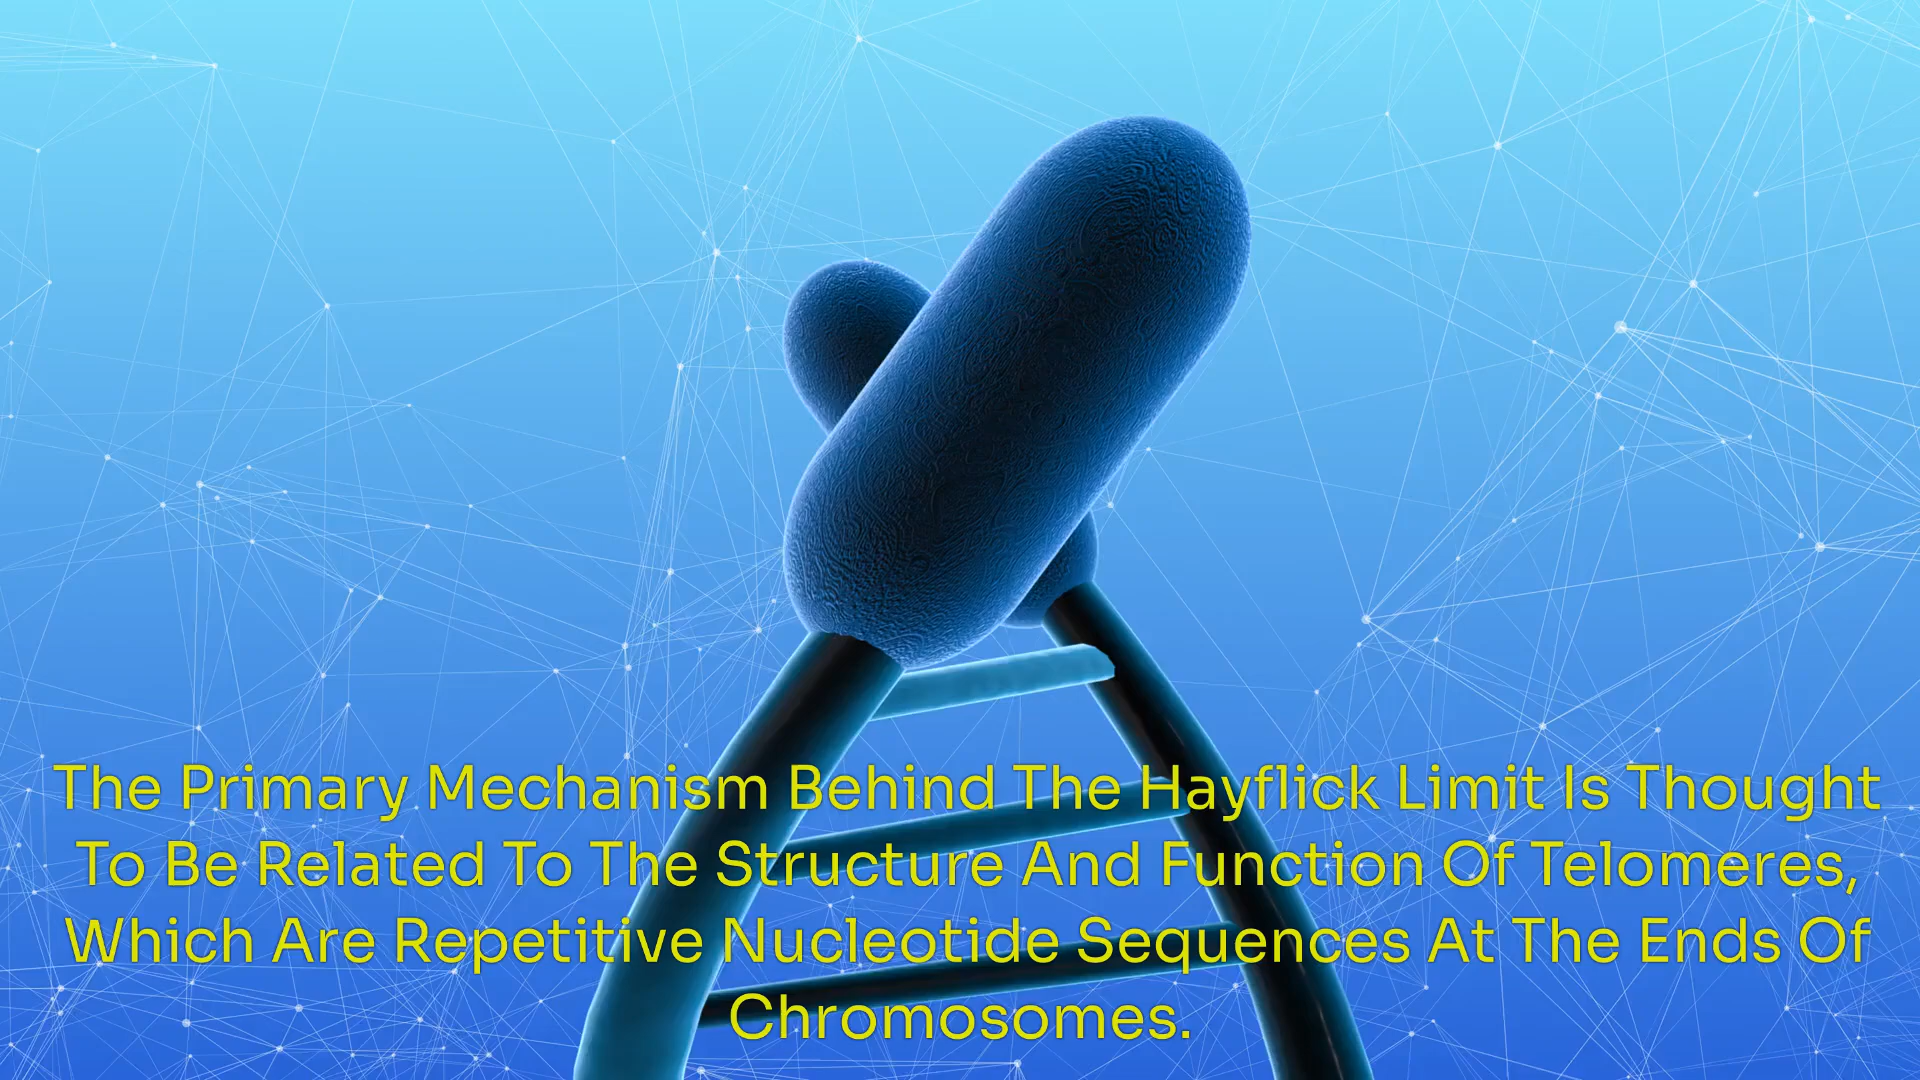 The Primary Mechanism Behind The Hayflick Limit Is Thought
To Be Related To The Structure And Function Of Telomeres,
Which Are Repetitive Nucleotide Sequences At The Ends Of
Chromosomes.